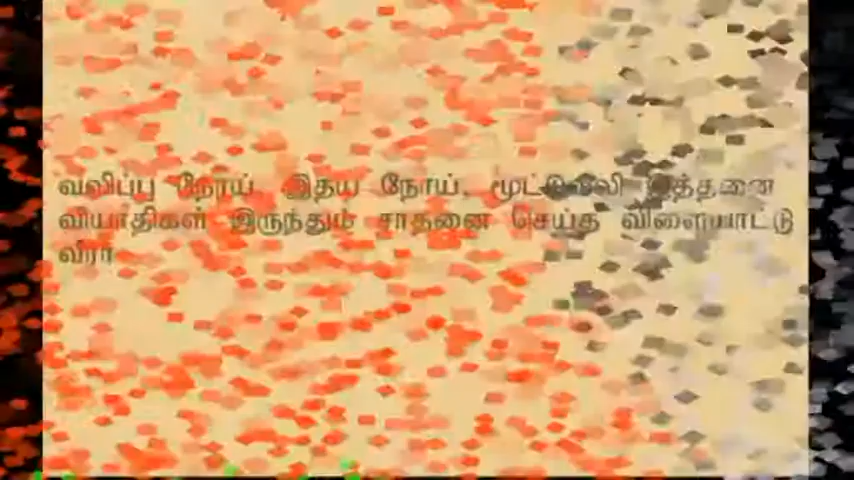 வலிப்பு நோய், இதய நோய், மூட்டுவலி இத்தனை
வியாதிகள் இருந்தும் சாதனை செய்த விளையாட்டு
வீரா